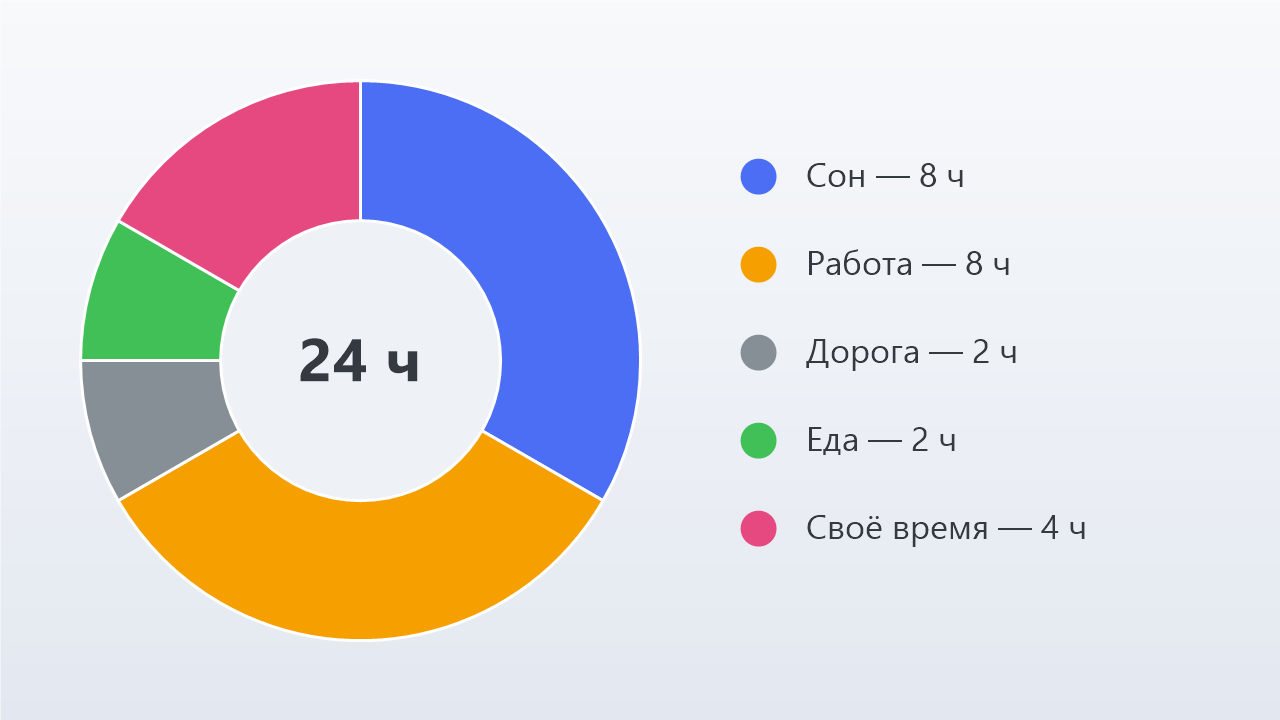 24 ч
Сон — 8 ч
Работа — 8 ч
Дорога — 2 ч
Еда — 2 ч
Своё время — 4 ч